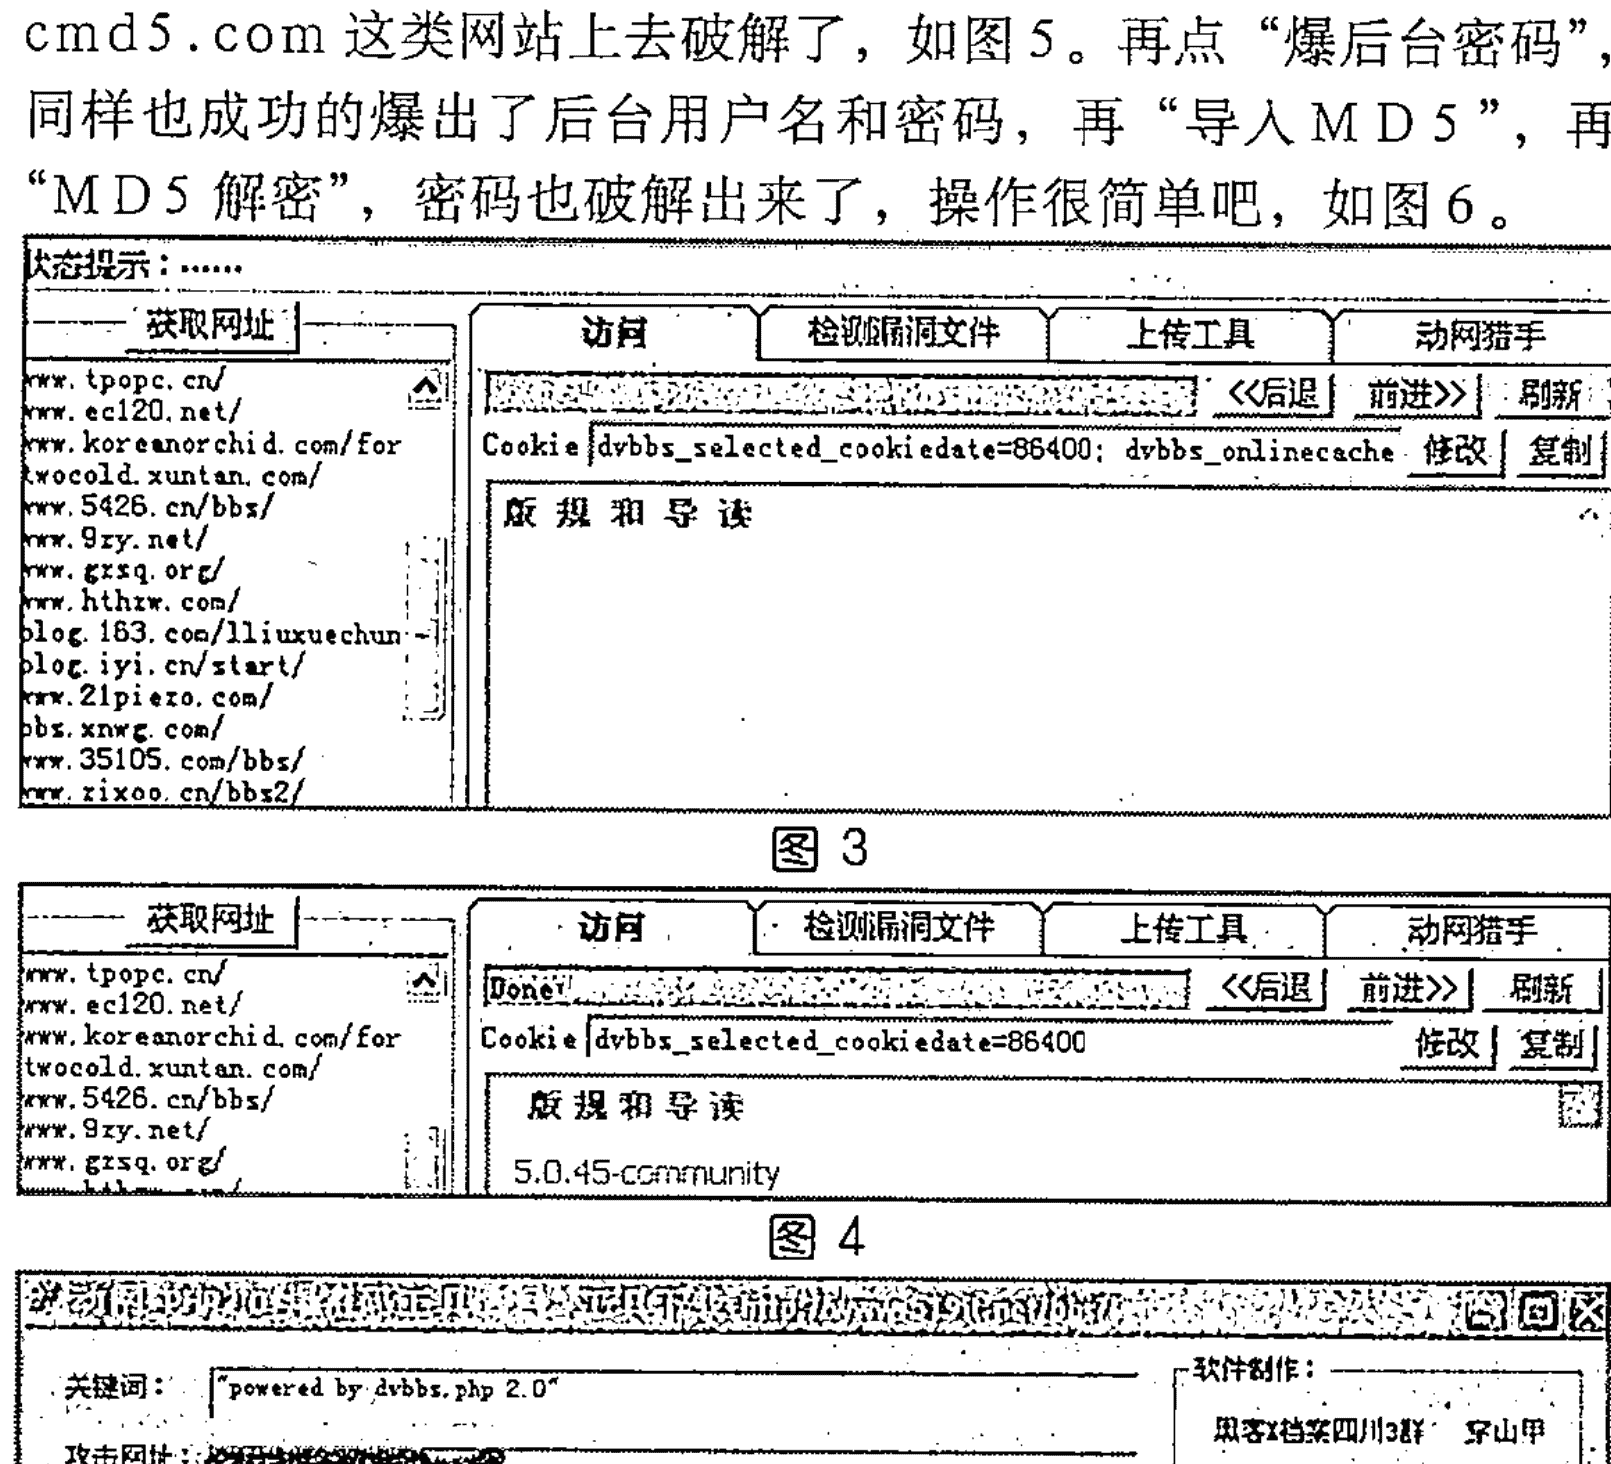 cmd5.com 这类网站上去破解了，如图5。再点“爆后台密码”，
同样也成功的爆出了后台用户名和密码，再“导入MD5”，再
“MD5 解密”，密码也破解出来了，操作很简单吧，如图6。
状态提示：......
获取网址 访问 检测漏洞文件 上传工具 动网猎手
www.tpopc.cn/
<<后退 前进>> 刷新
www.ec120.net/
www.koreanorchid.com/for
Cookie dvbbs_selected_cookiedate=86400; dvbbs_onlinecache 修改 复制
twocold.xuntan.com/
www.5426.cn/bbs/
版规和导读
www.9zy.net/
www.gzsq.org/
www.hthzw.com/
blog.163.com/lliuxuechun
blog.iyi.cn/start/
www.21piezo.com/
bbs.xnwg.com/
www.35105.com/bbs/
www.zixoo.cn/bbs2/
图 3
获取网址 访问 检测漏洞文件 上传工具 动网猎手
www.tpopc.cn/
Done <<后退 前进>> 刷新
www.ec120.net/
www.koreanorchid.com/for
Cookie dvbbs_selected_cookiedate=86400 修改 复制
twocold.xuntan.com/
www.5426.cn/bbs/
版规和导读
www.9zy.net/
www.gzsq.org/
5.0.45-community
图 4
关键词： "powered by dvbbs.php 2.0"
软件制作：
黑客X档案四川3群 穿山甲
攻击网址：